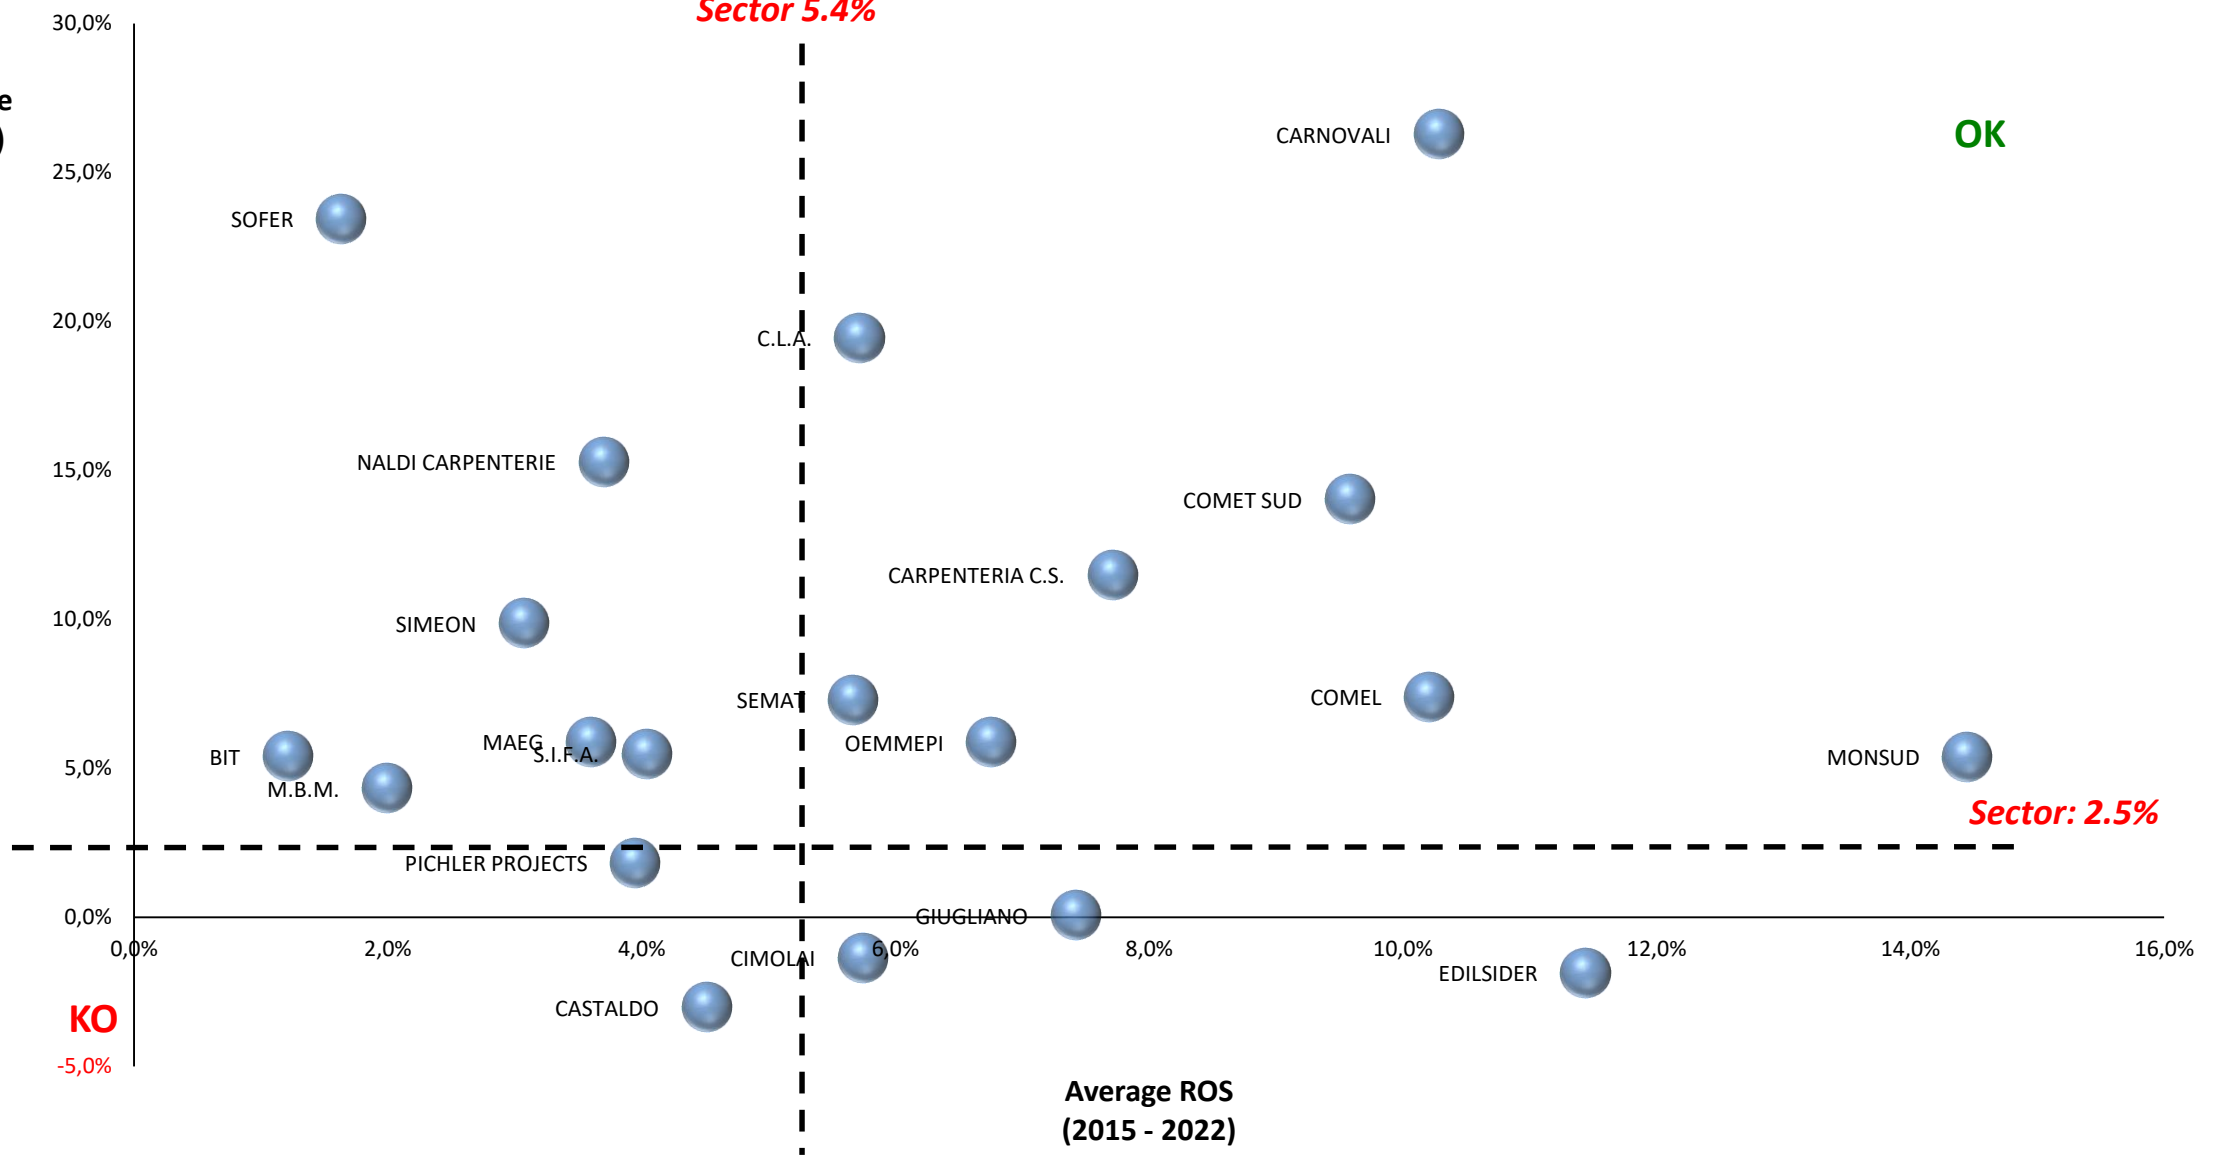 Sector 5.4%
30,0%
e
)
CARNOVALI
OK
25,0%
SOFER
20,0%
C.L.A.
NALDI CARPENTERIE
15,0%
COMET SUD
CARPENTERIA C.S.
10,0%
SIMEON
SEMAT
COMEL
MAEG
OEMMEPI
S.I.F.A.
BIT
MONSUD
5,0%
M.B.M.
Sector: 2.5%
PICHLER PROJECTS
0,0%
GIUGLIANO
0,0%
2,0%
4,0%
6,0%
8,0%
10,0%
12,0%
14,0%
16,0%
CIMOLAI
EDILSIDER
CASTALDO
KO
-5,0%
Average ROS
(2015 - 2022)